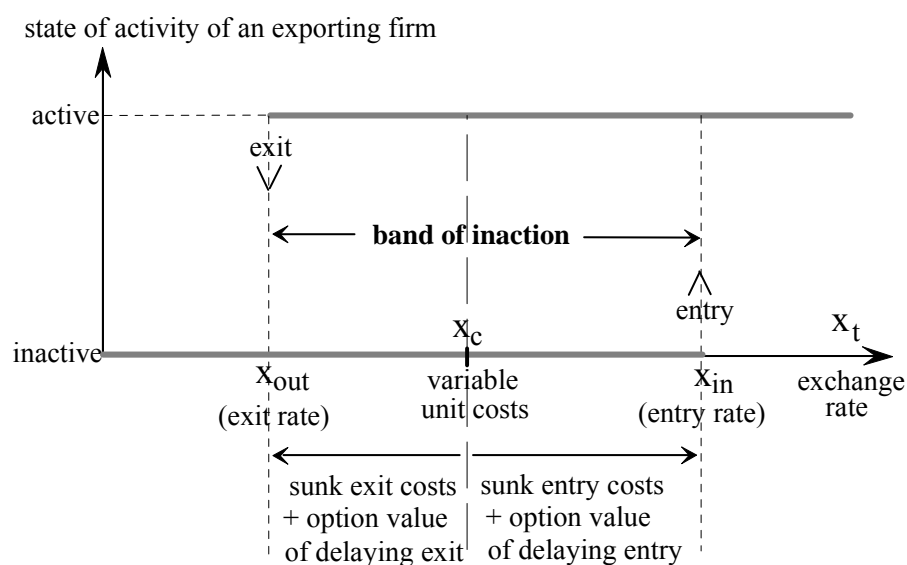 state of activity of an exporting firm
active
exit
band of inaction
entry
x_c
x_t
inactive
x_out
variable
x_in
exchange
(exit rate)
unit costs
(entry rate)
rate
sunk exit costs
+ option value
of delaying exit
sunk entry costs
+ option value
of delaying entry